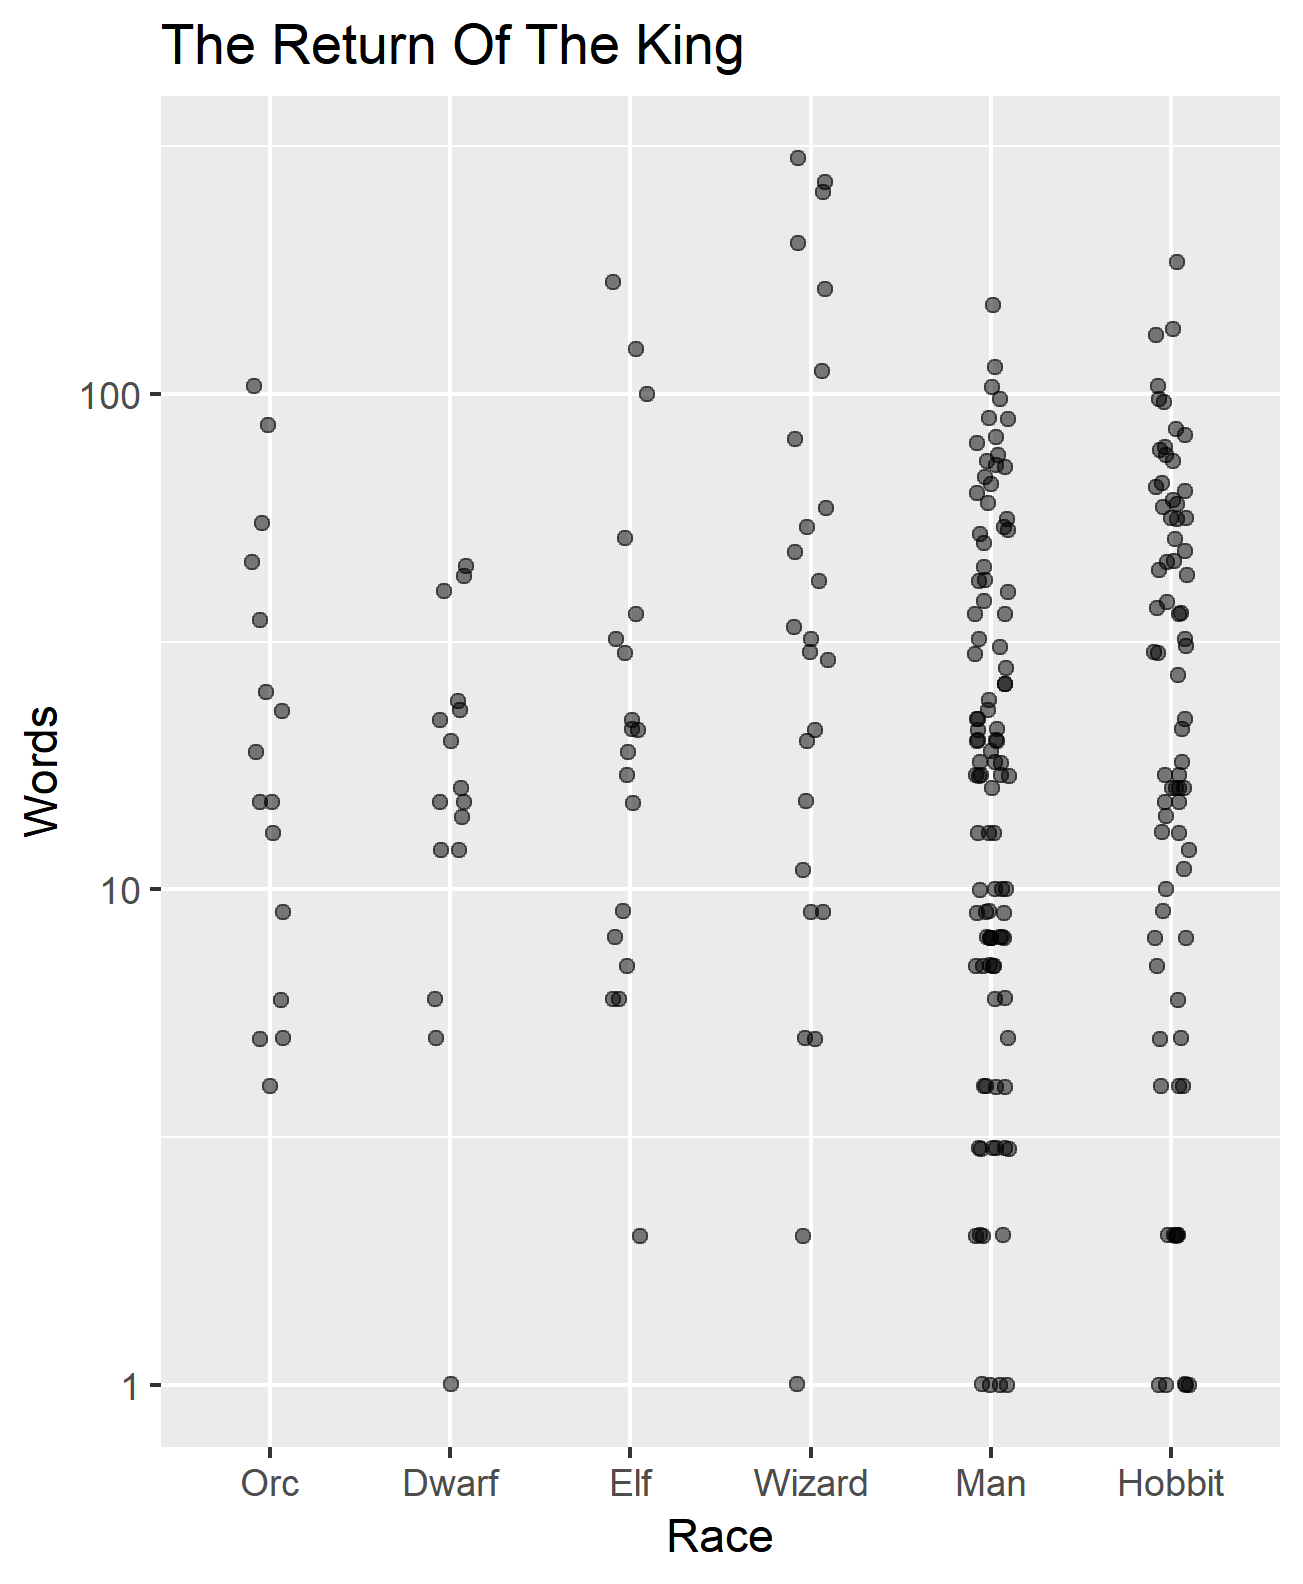 The Return Of The King
Words
100
10
1
Orc Dwarf Elf Wizard Man Hobbit
Race